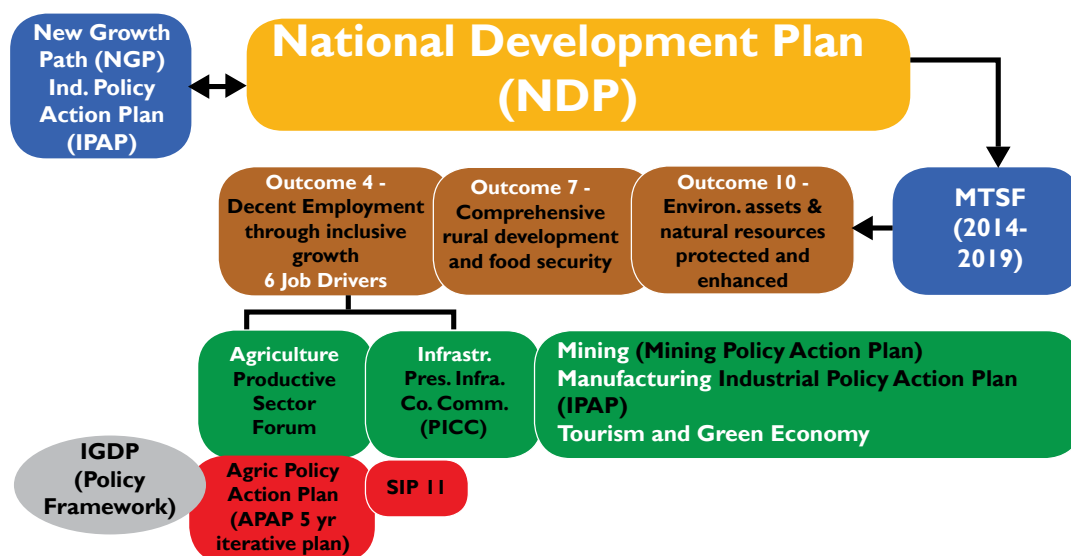 New Growth
Path (NGP)
Ind. Policy
Action Plan
(IPAP)
National Development Plan
(NDP)
Outcome 4 -
Decent Employment
through inclusive
growth
6 Job Drivers
Outcome 7 -
Comprehensive
rural development
and food security
Outcome 10 -
Environ. assets &
natural resources
protected and
enhanced
MTSF
(2014-
2019)
Agriculture
Productive
Sector
Forum
Infrastr.
Pres. Infra.
Co. Comm.
(PICC)
Mining (Mining Policy Action Plan)
Manufacturing Industrial Policy Action Plan
(IPAP)
Tourism and Green Economy
IGDP
(Policy
Framework)
Agric Policy
Action Plan
(APAP 5 yr
iterative plan)
SIP 11